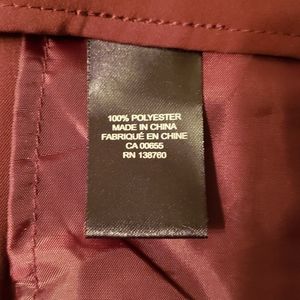 100% POLYESTER
MADE IN CHINA
FABRIQUÉ EN CHINE
CA 00655
RN 138760